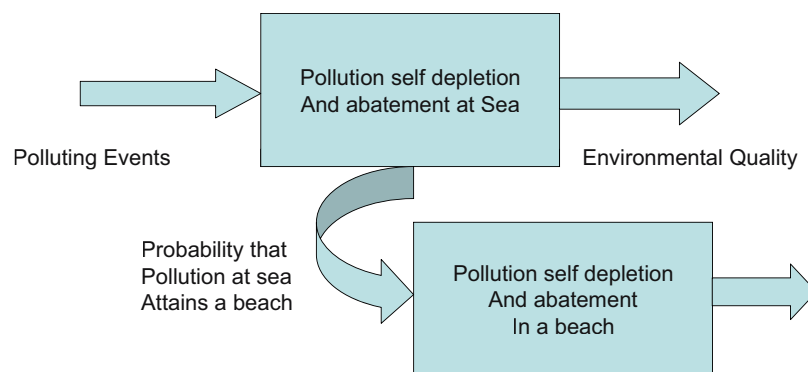 Pollution self depletion
And abatement at Sea
Polluting Events
Environmental Quality
Probability that
Pollution at sea
Attains a beach
Pollution self depletion
And abatement
In a beach